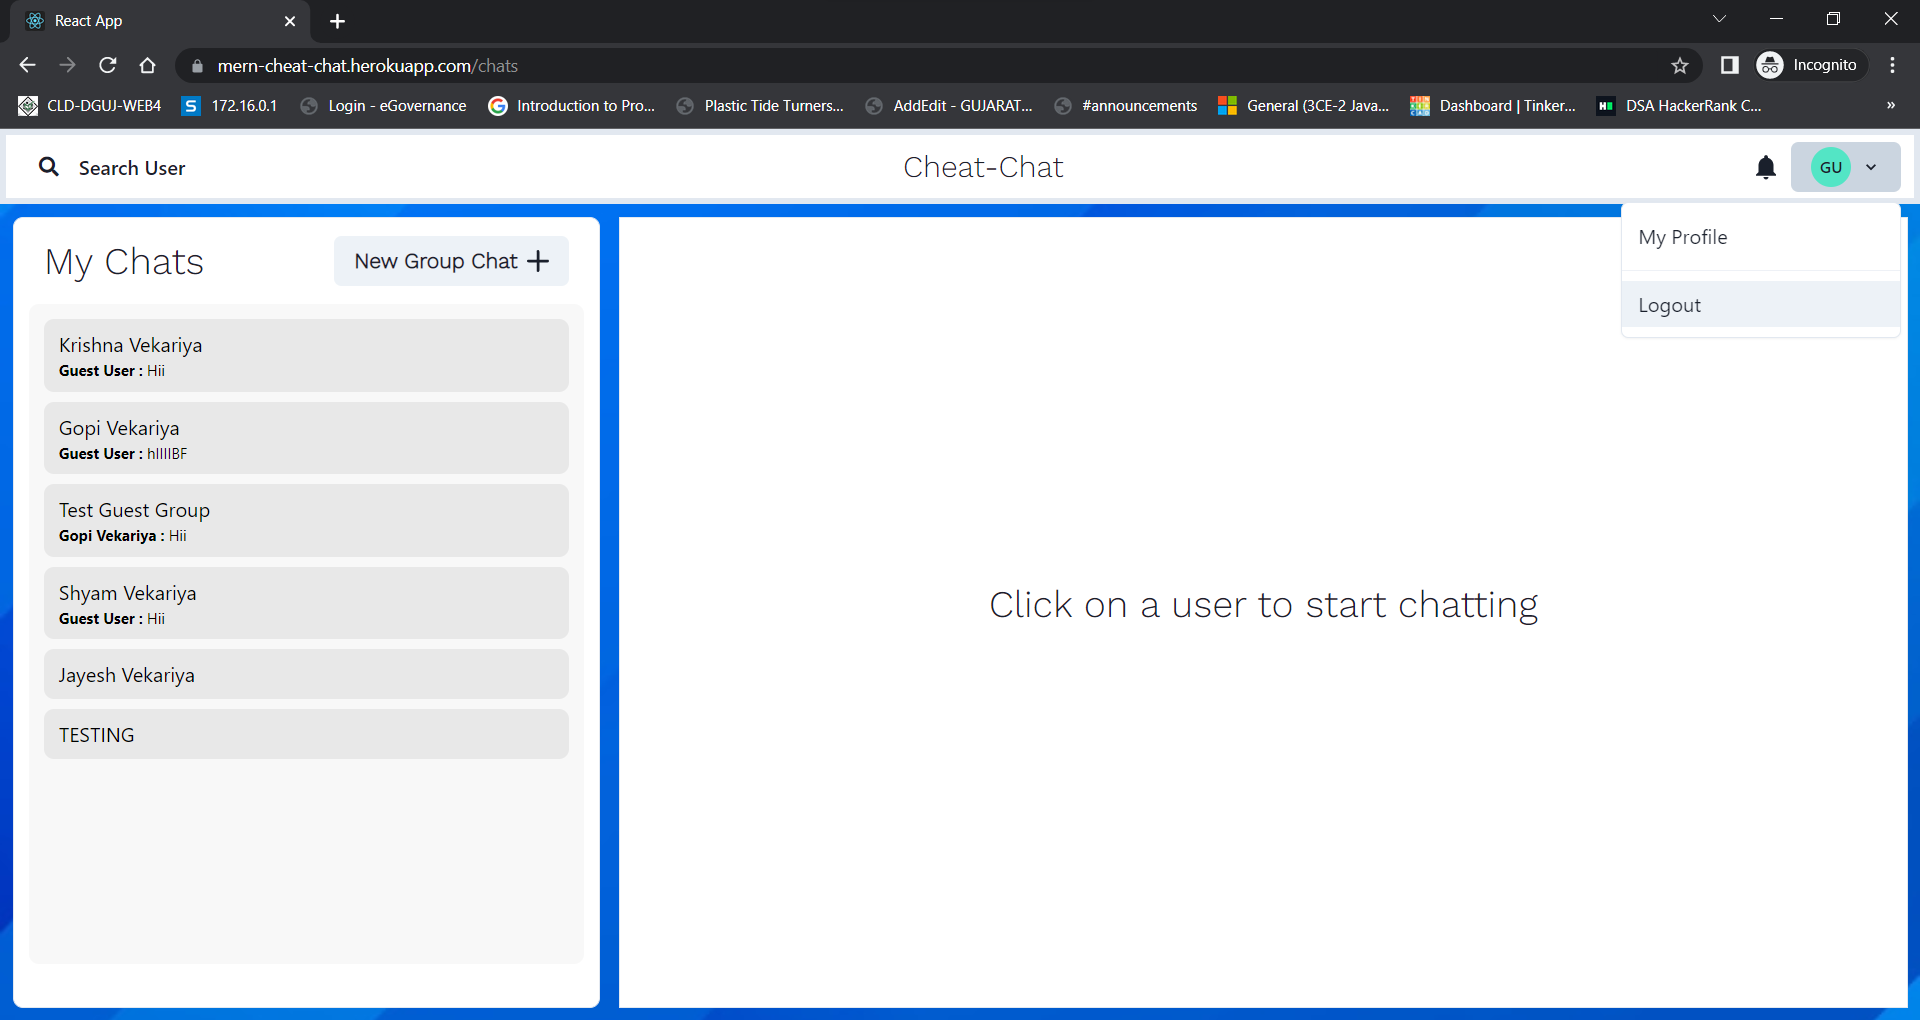 React App
mern-cheat-chat.herokuapp.com/chats
Incognito
CLD-DGUJ-WEB4
172.16.0.1
Login - eGovernance
Introduction to Pro...
Plastic Tide Turners...
AddEdit - GUJARAT...
#announcements
General (3CE-2 Java...
Dashboard | Tinker...
DSA HackerRank C...
Search User
Cheat-Chat
GU
My Profile
Logout
My Chats
New Group Chat
Krishna Vekariya
Guest User : Hii
Gopi Vekariya
Guest User : hIIIIBF
Test Guest Group
Gopi Vekariya : Hii
Shyam Vekariya
Guest User : Hii
Jayesh Vekariya
TESTING
Click on a user to start chatting